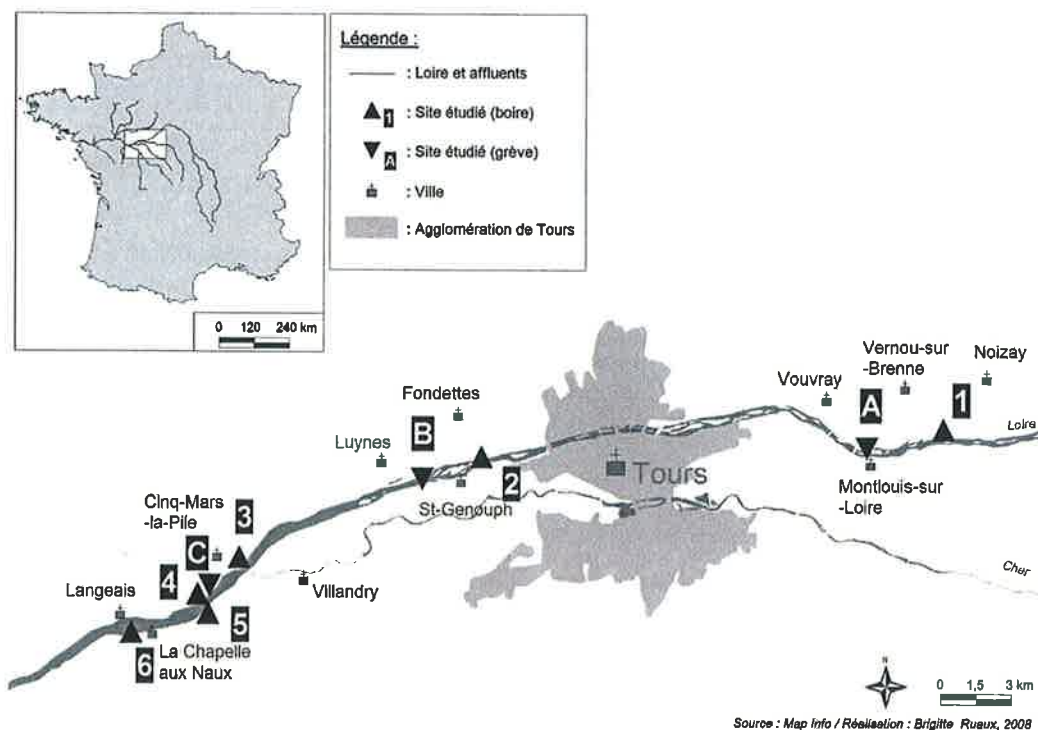 Légende :
: Loire et affluents
1 : Site étudié (boire)
A : Site étudié (grève)
: Ville
: Agglomération de Tours
0 120 240 km
Vernou-sur
-Brenne
Noizay
Vouvray
A
1
Loire
Fondettes
B
Luynes
Tours
2
St-Genouph
Montlouis-sur
-Loire
Cinq-Mars
-la-Pile
3
C
Cher
Villandry
4
Langeais
5
6
La Chapelle
aux Naux
N
0 1,5 3 km
Source : Map Info / Réalisation : Brigitte Ruaux, 2008